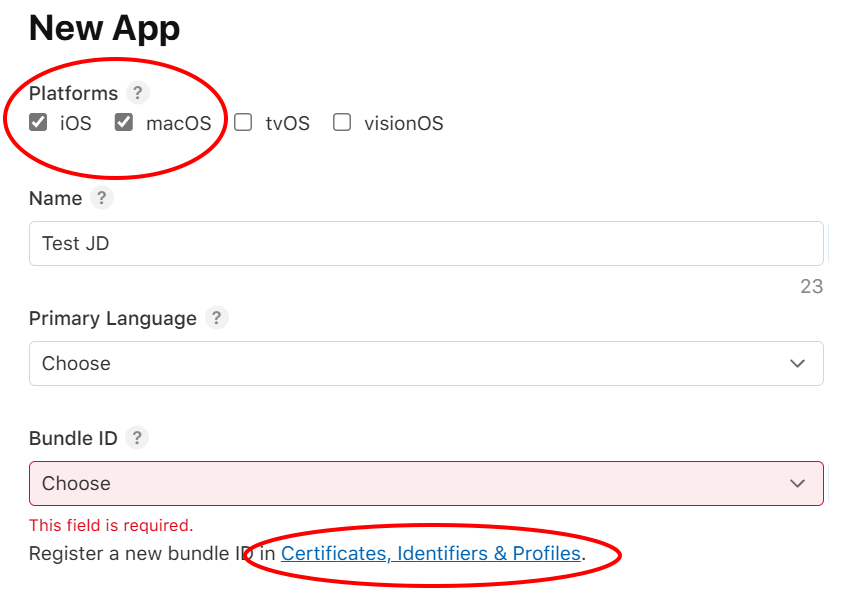 New App
Platforms ?
iOS macOS tvOS visionOS
Name ?
Test JD
23
Primary Language ?
Choose
Bundle ID ?
Choose
This field is required.
Register a new bundle ID in Certificates, Identifiers & Profiles.